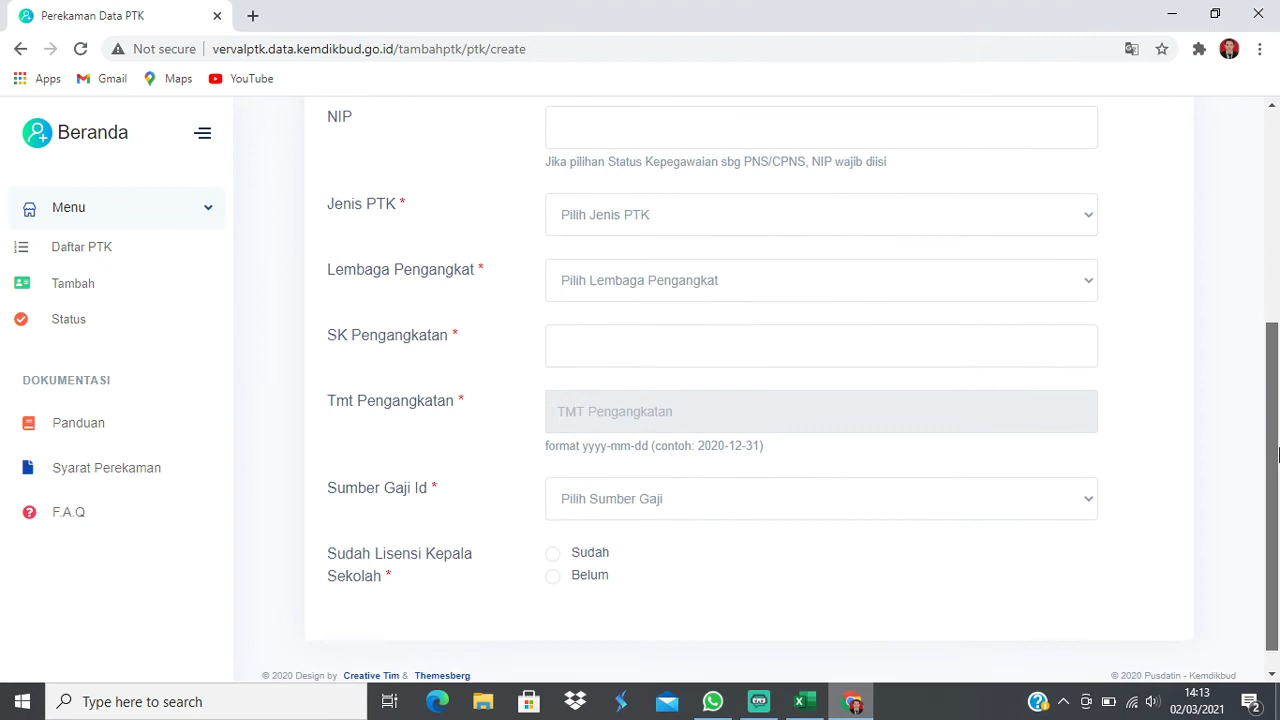 Perekaman Data PTK
Not secure
vervalptk.data.kemdikbud.go.id/tambahptk/ptk/create
Apps
Gmail
Maps
YouTube
Beranda
Menu
Daftar PTK
Tambah
Status
DOKUMENTASI
Panduan
Syarat Perekaman
F.A.Q
NIP
Jika pilihan Status Kepegawaian sbg PNS/CPNS, NIP wajib diisi
Jenis PTK *
Pilih Jenis PTK
Lembaga Pengangkat *
Pilih Lembaga Pengangkat
SK Pengangkatan *
Tmt Pengangkatan *
TMT Pengangkatan
format yyyy-mm-dd (contoh: 2020-12-31)
Sumber Gaji Id *
Pilih Sumber Gaji
Sudah Lisensi Kepala
Sekolah *
Sudah
Belum
© 2020 Design by Creative Tim & Themesberg
© 2020 Pusdatin - Kemdikbud
Type here to search
14:13
02/03/2021
2